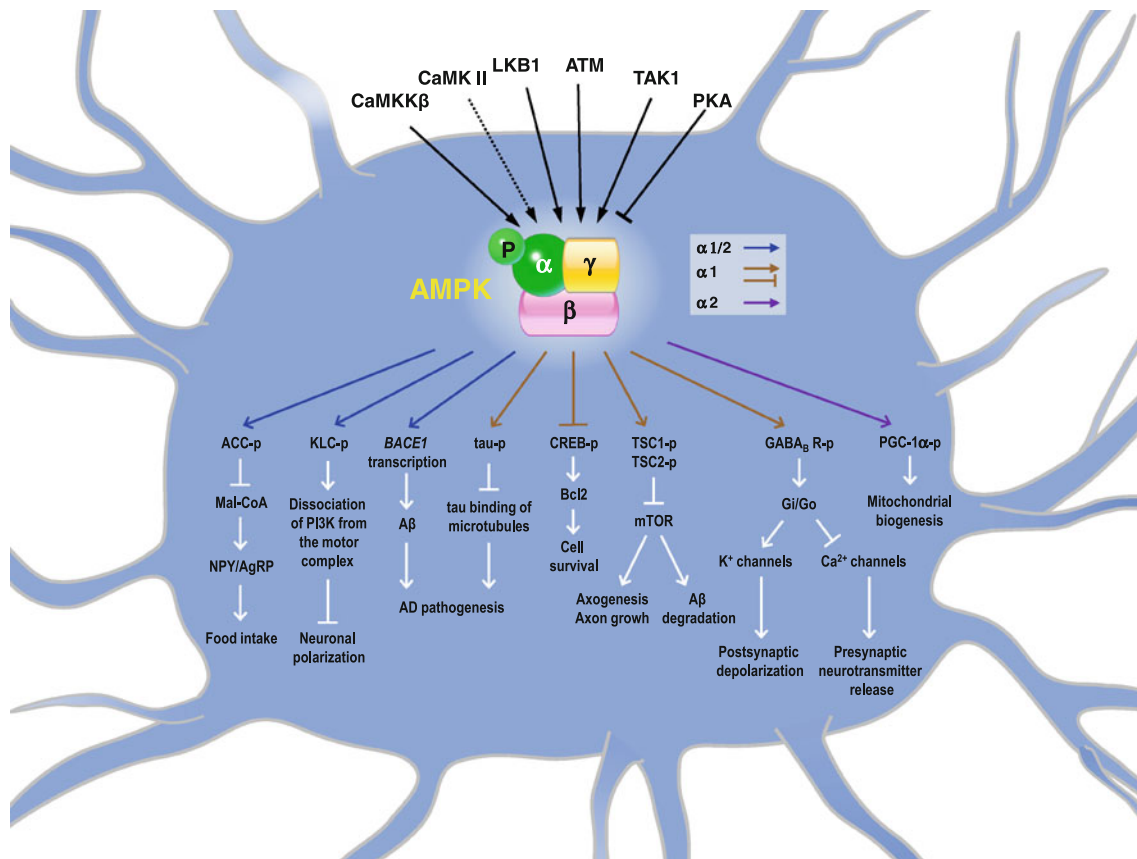 LKB1
ATM
CaMK II
TAK1
CaMKKβ
PKA
P
α
γ
AMPK
β
α1/2
α1
α2
ACC-p
Mal-CoA
NPY/AgRP
Food intake
KLC-p
Dissociation
of PI3K from
the motor
complex
Neuronal
polarization
BACE1
transcription
Aβ
tau-p
tau binding of
microtubules
AD pathogenesis
CREB-p
Bcl2
Cell
survival
TSC1-p
TSC2-p
mTOR
Axogenesis
Axon growh
Aβ
degradation
GABA_B R-p
Gi/Go
K⁺ channels
Ca²⁺ channels
Postsynaptic
depolarization
Presynaptic
neurotransmitter
release
PGC-1α-p
Mitochondrial
biogenesis